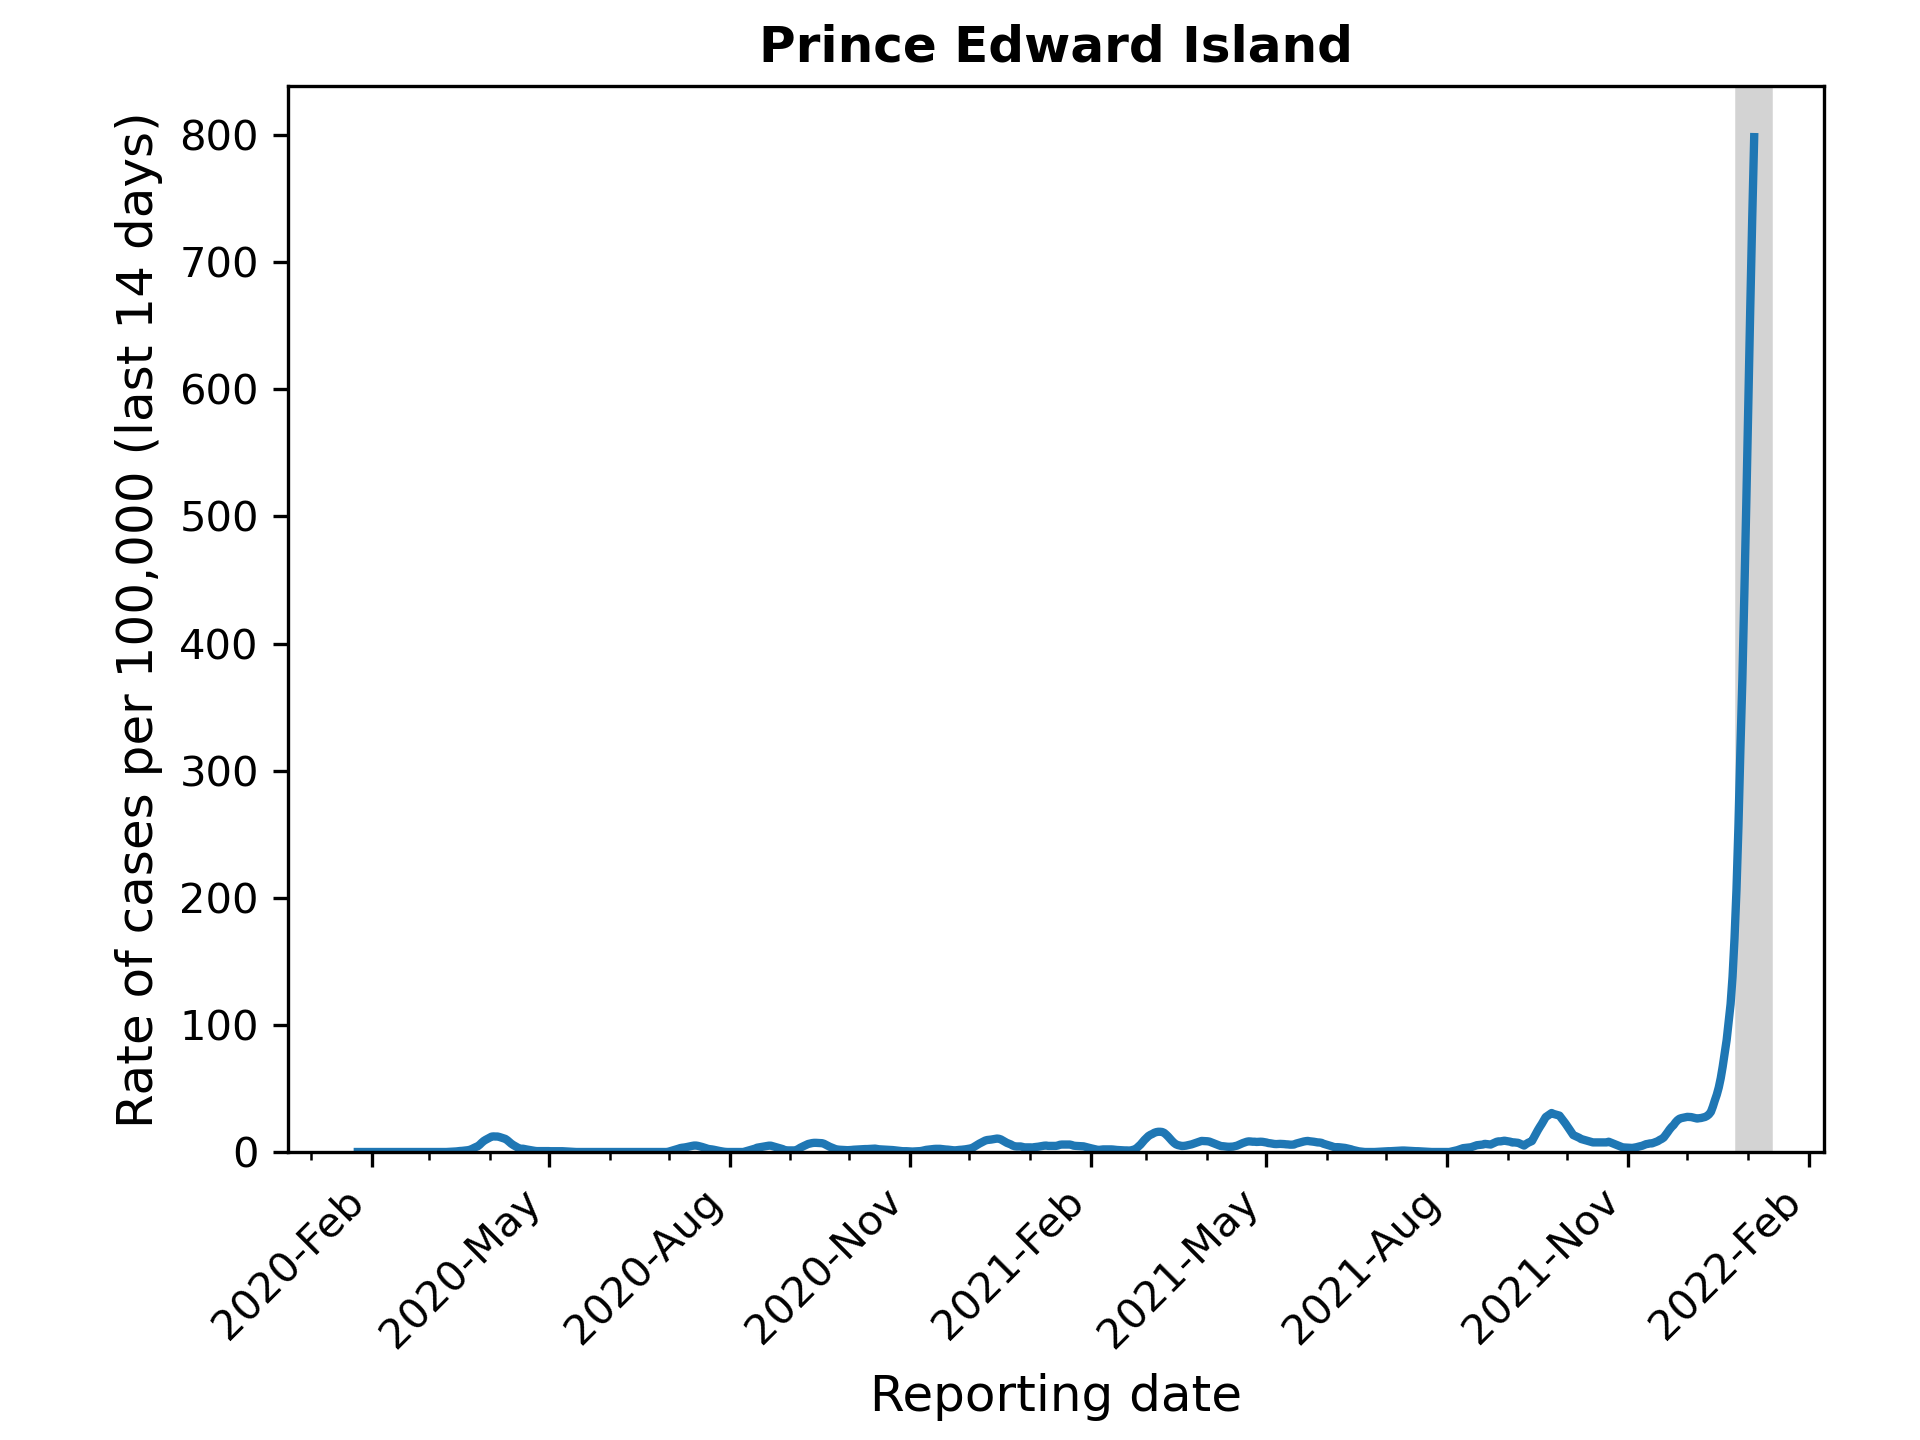 Prince Edward Island
Rate of cases per 100,000 (last 14 days)
800
700
600
500
400
300
200
100
0
2020-Feb
2020-May
2020-Aug
2020-Nov
2021-Feb
2021-May
2021-Aug
2021-Nov
2022-Feb
Reporting date